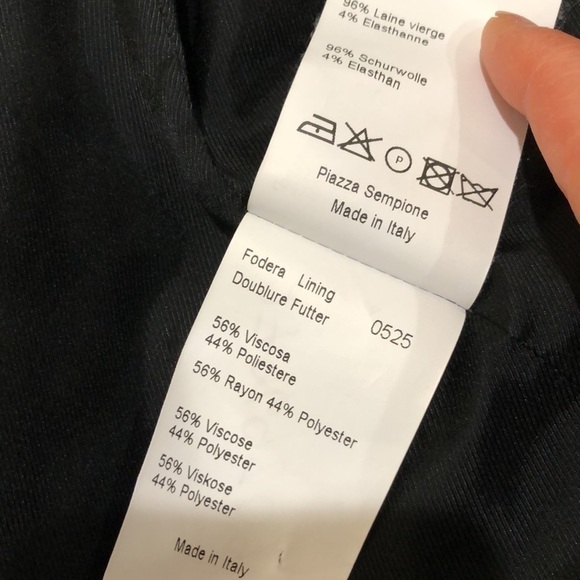 96% Laine vierge
4% Elasthanne
96% Schurwolle
4% Elasthan
P
Piazza Sempione
Made in Italy
Fodera Lining
Doublure Futter 0525
56% Viscosa
44% Poliestere
56% Rayon 44% Polyester
56% Viscose
44% Polyester
56% Viskose
44% Polyester
Made in Italy